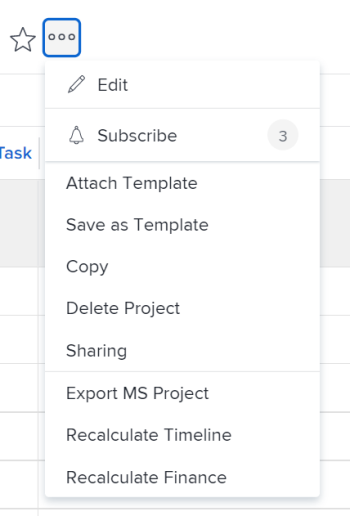 Edit
Subscribe 3
Task
Attach Template
Save as Template
Copy
Delete Project
Sharing
Export MS Project
Recalculate Timeline
Recalculate Finance